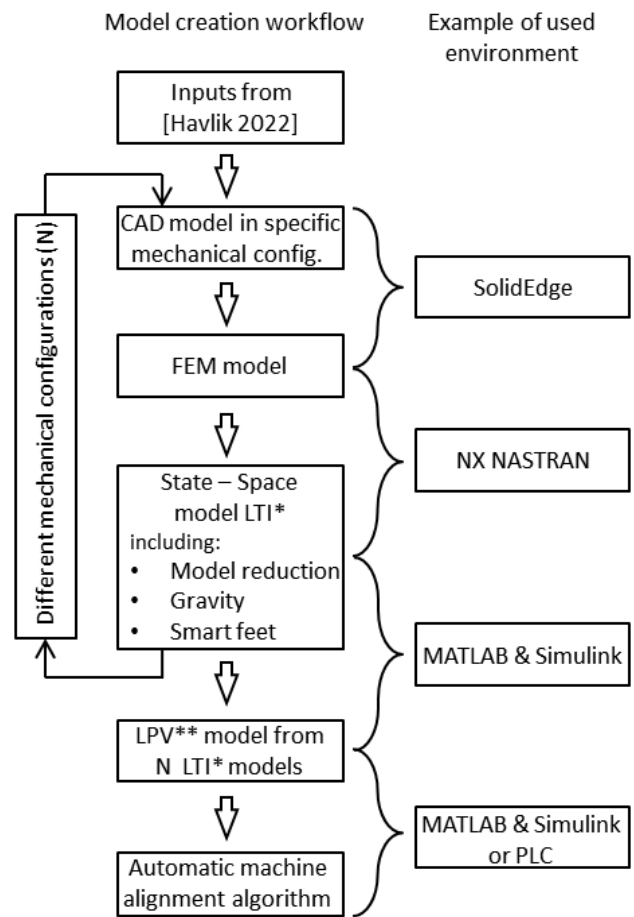 Model creation workflow
Example of used
environment
Inputs from
[Havlik 2022]
Different mechanical configurations (N)
CAD model in specific
mechanical config.
SolidEdge
FEM model
NX NASTRAN
State – Space
model LTI*
including:
• Model reduction
• Gravity
• Smart feet
MATLAB & Simulink
LPV** model from
N LTI* models
MATLAB & Simulink
or PLC
Automatic machine
alignment algorithm